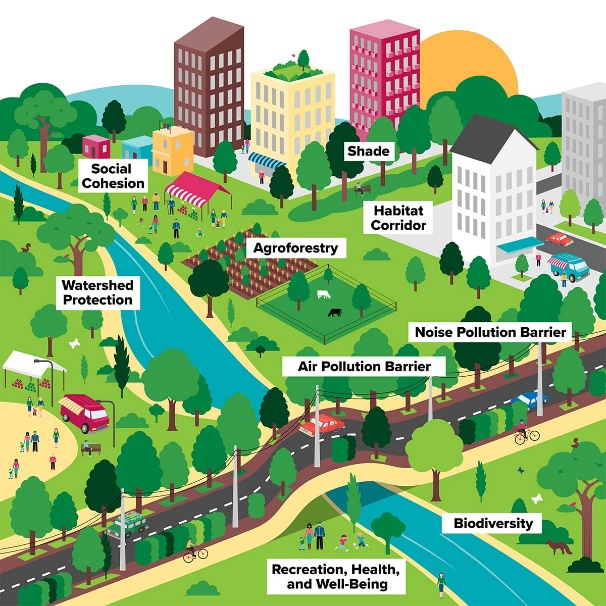 Shade
Social
Cohesion
Habitat
Corridor
Agroforestry
Watershed
Protection
Noise Pollution Barrier
Air Pollution Barrier
Biodiversity
Recreation, Health,
and Well-Being